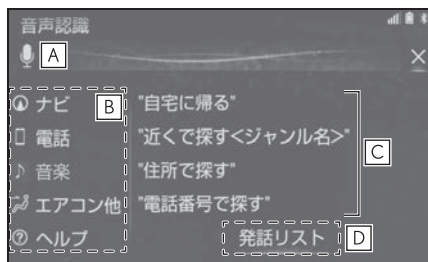 音声認識
A
ナビ B "自宅に帰る"
電話 "近くで探す<ジャンル名>"
C
音楽 "住所で探す"
エアコン他 "電話番号で探す"
ヘルプ 発話リスト D